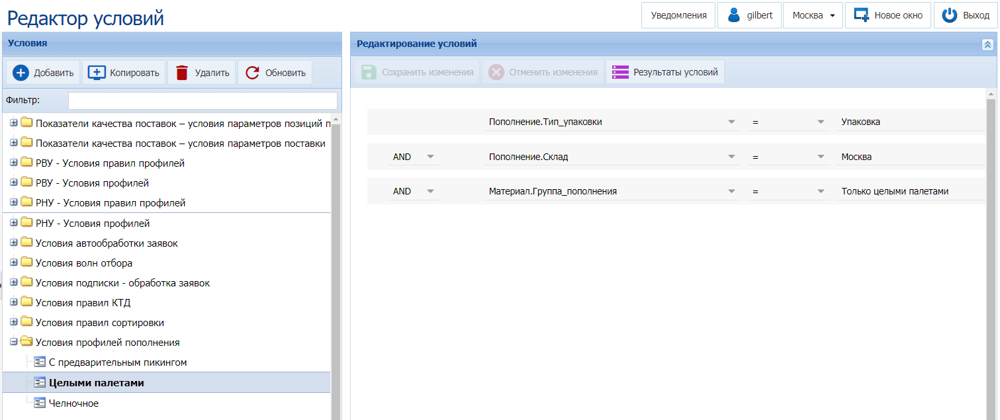 Редактор условий
Уведомления
gilbert
Москва
Новое окно
Выход
Условия
Добавить
Копировать
Удалить
Обновить
Фильтр:
Показатели качества поставок – условия параметров позиций п
Показатели качества поставок – условия параметров поставки
РВУ - Условия правил профилей
РВУ - Условия профилей
РНУ - Условия правил профилей
РНУ - Условия профилей
Условия автообработки заявок
Условия волн отбора
Условия подписки - обработка заявок
Условия правил КТД
Условия правил сортировки
Условия профилей пополнения
С предварительным пикингом
Целыми палетами
Челночное
Редактирование условий
Сохранить изменения
Отменить изменения
Результаты условий
Пополнение.Тип_упаковки = Упаковка
AND Пополнение.Склад = Москва
AND Материал.Группа_пополнения = Только целыми палетами